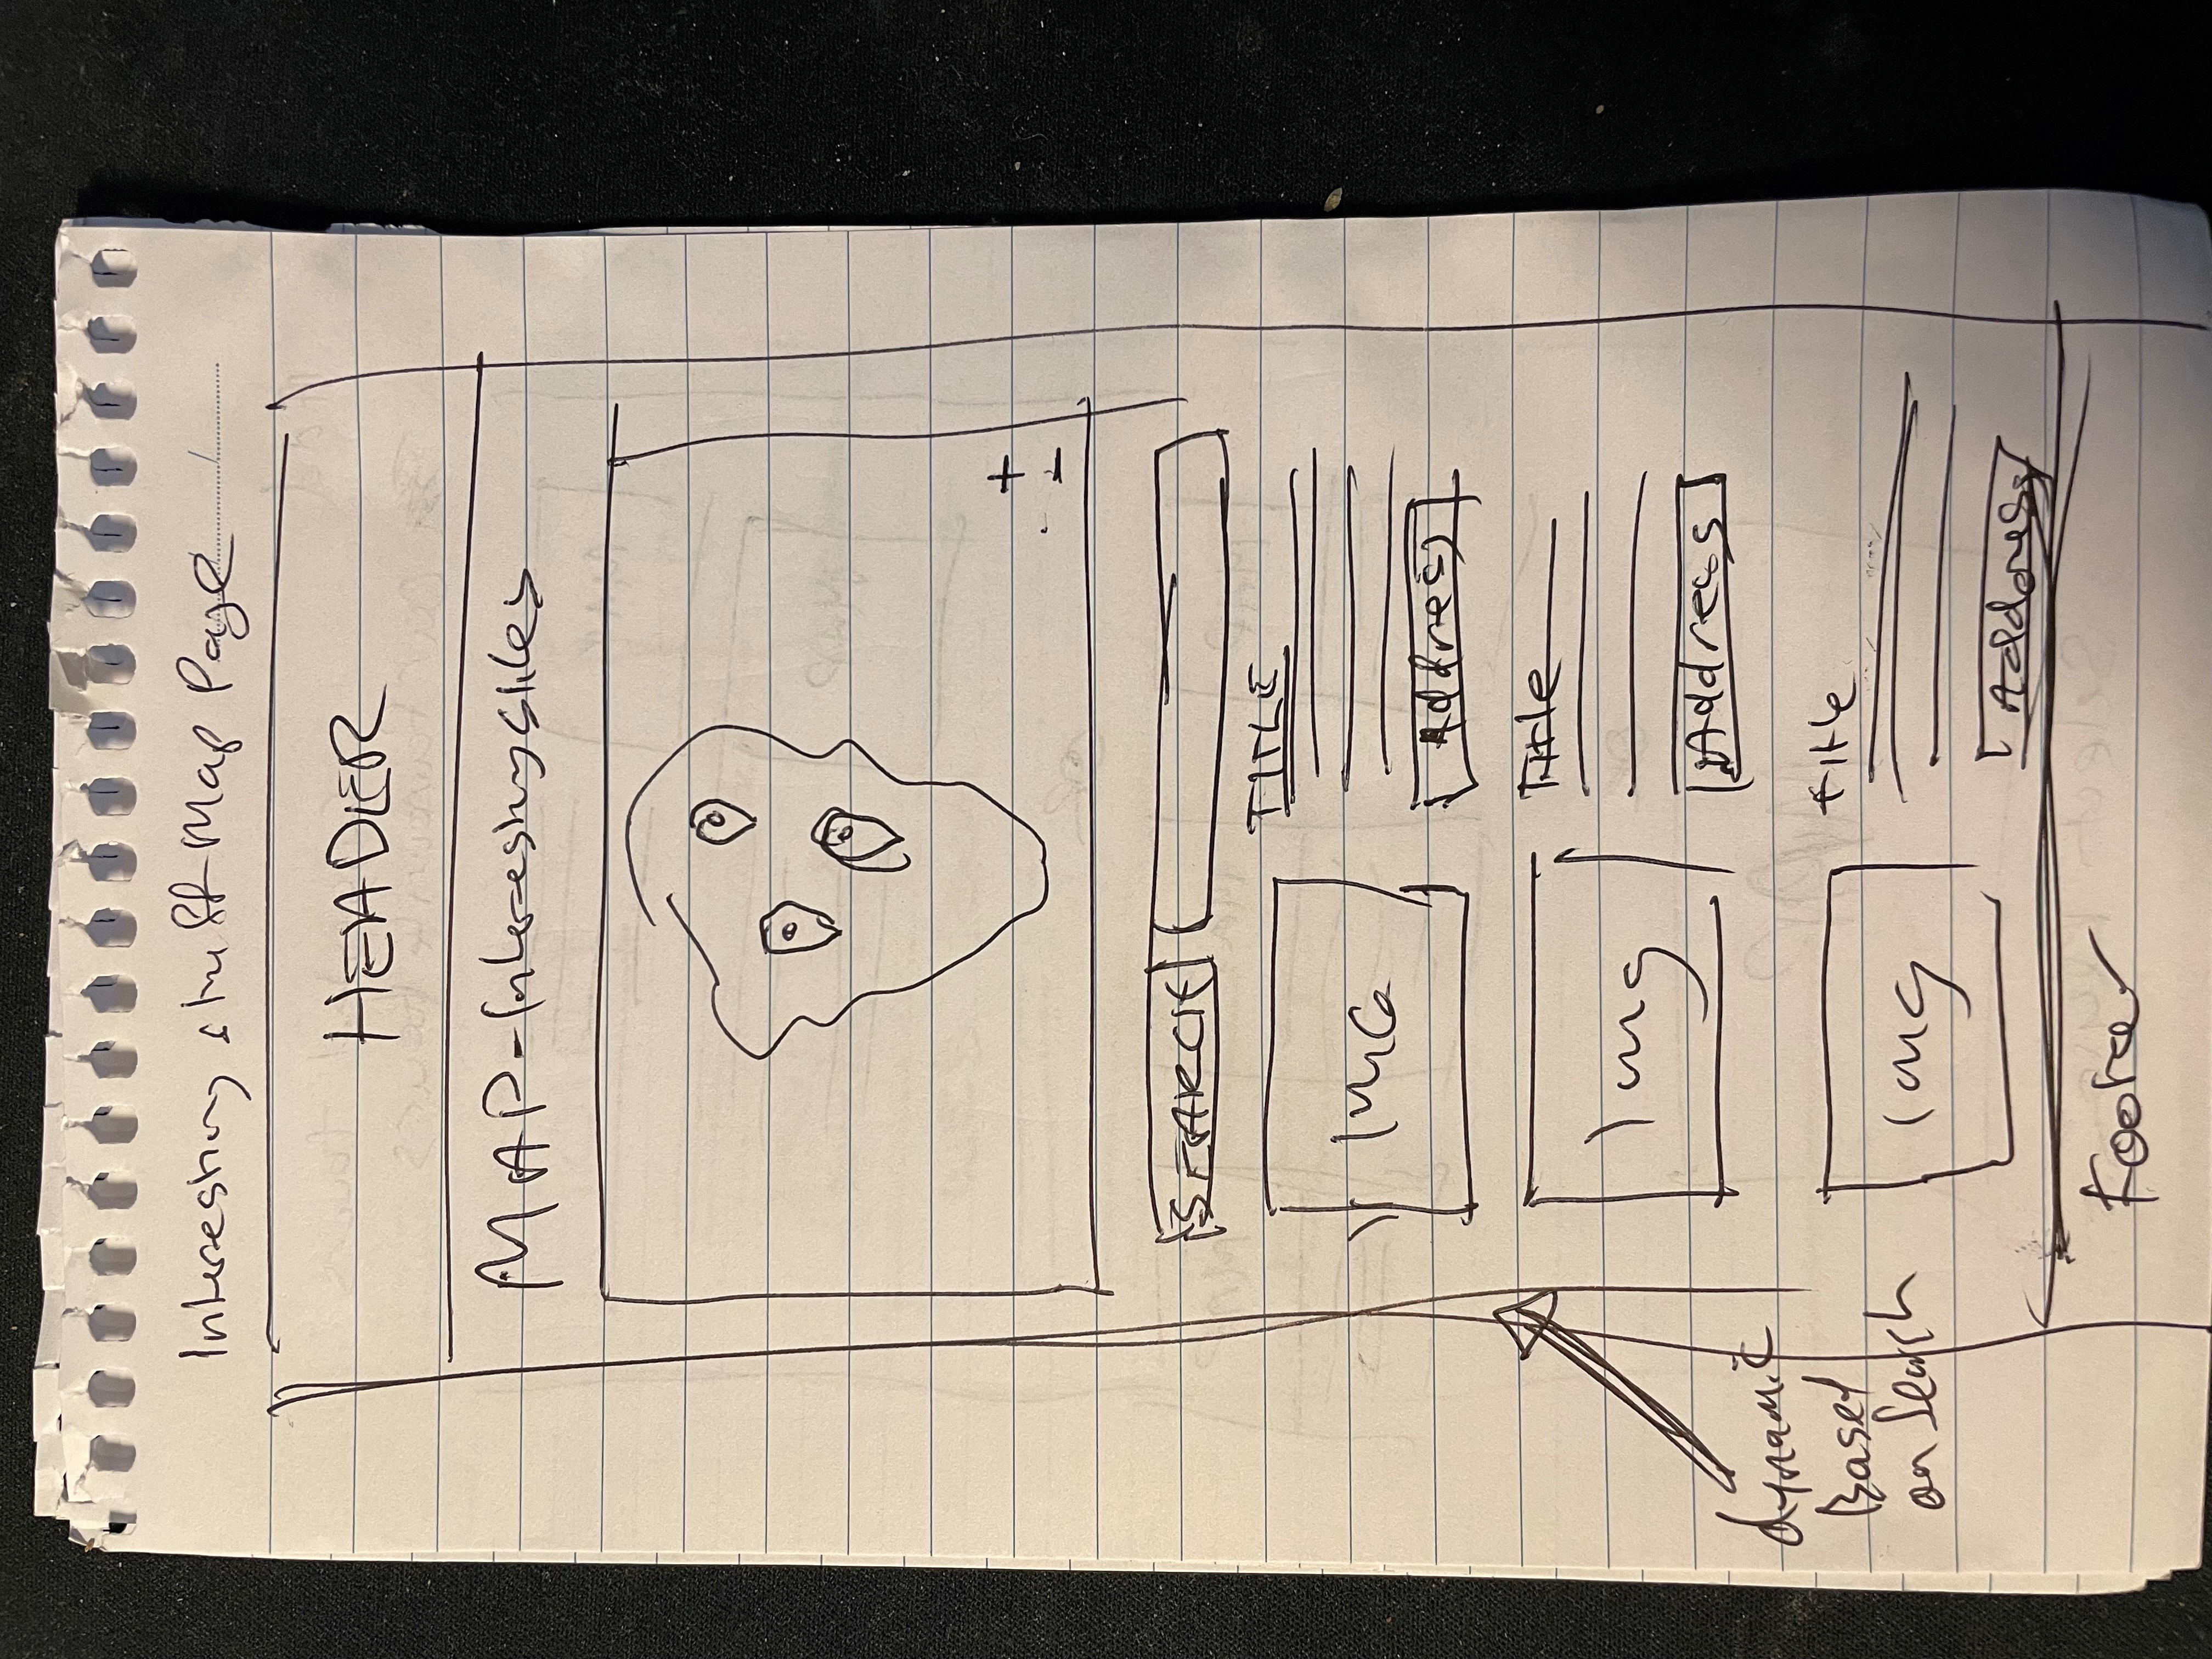 Interesting stuff-Map Page
HEADER
MAP-Interesting Sites
+
-
SEARCH
IMG
TITLE
Address
Img
Title
Address
Img
title
Address
dynamic
Based
on Search
Footer